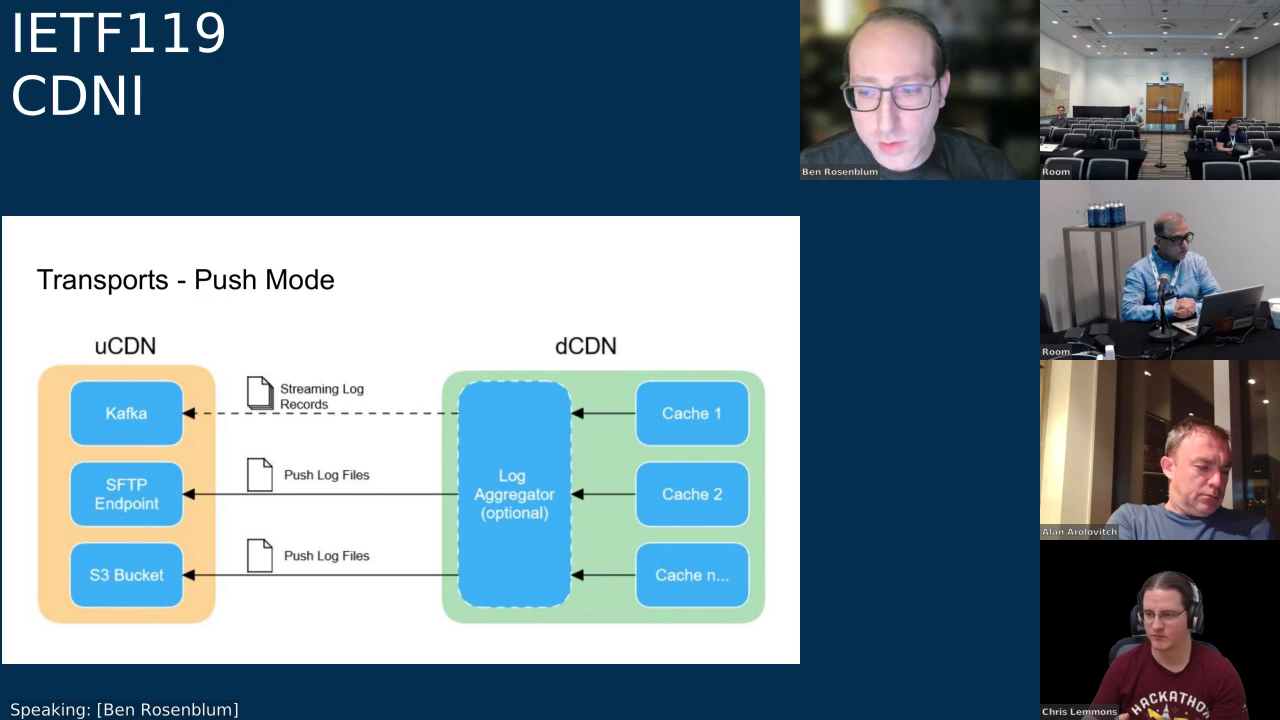 IETF119
CDNI
Ben Rosenblum
Room
Room
Alan Arolovitch
Chris Lemmons
HACKATHO
Transports - Push Mode
uCDN
dCDN
Kafka
Streaming Log
Records
Cache 1
SFTP
Endpoint
Push Log Files
Log
Aggregator
(optional)
Cache 2
S3 Bucket
Push Log Files
Cache n...
Speaking: [Ben Rosenblum]